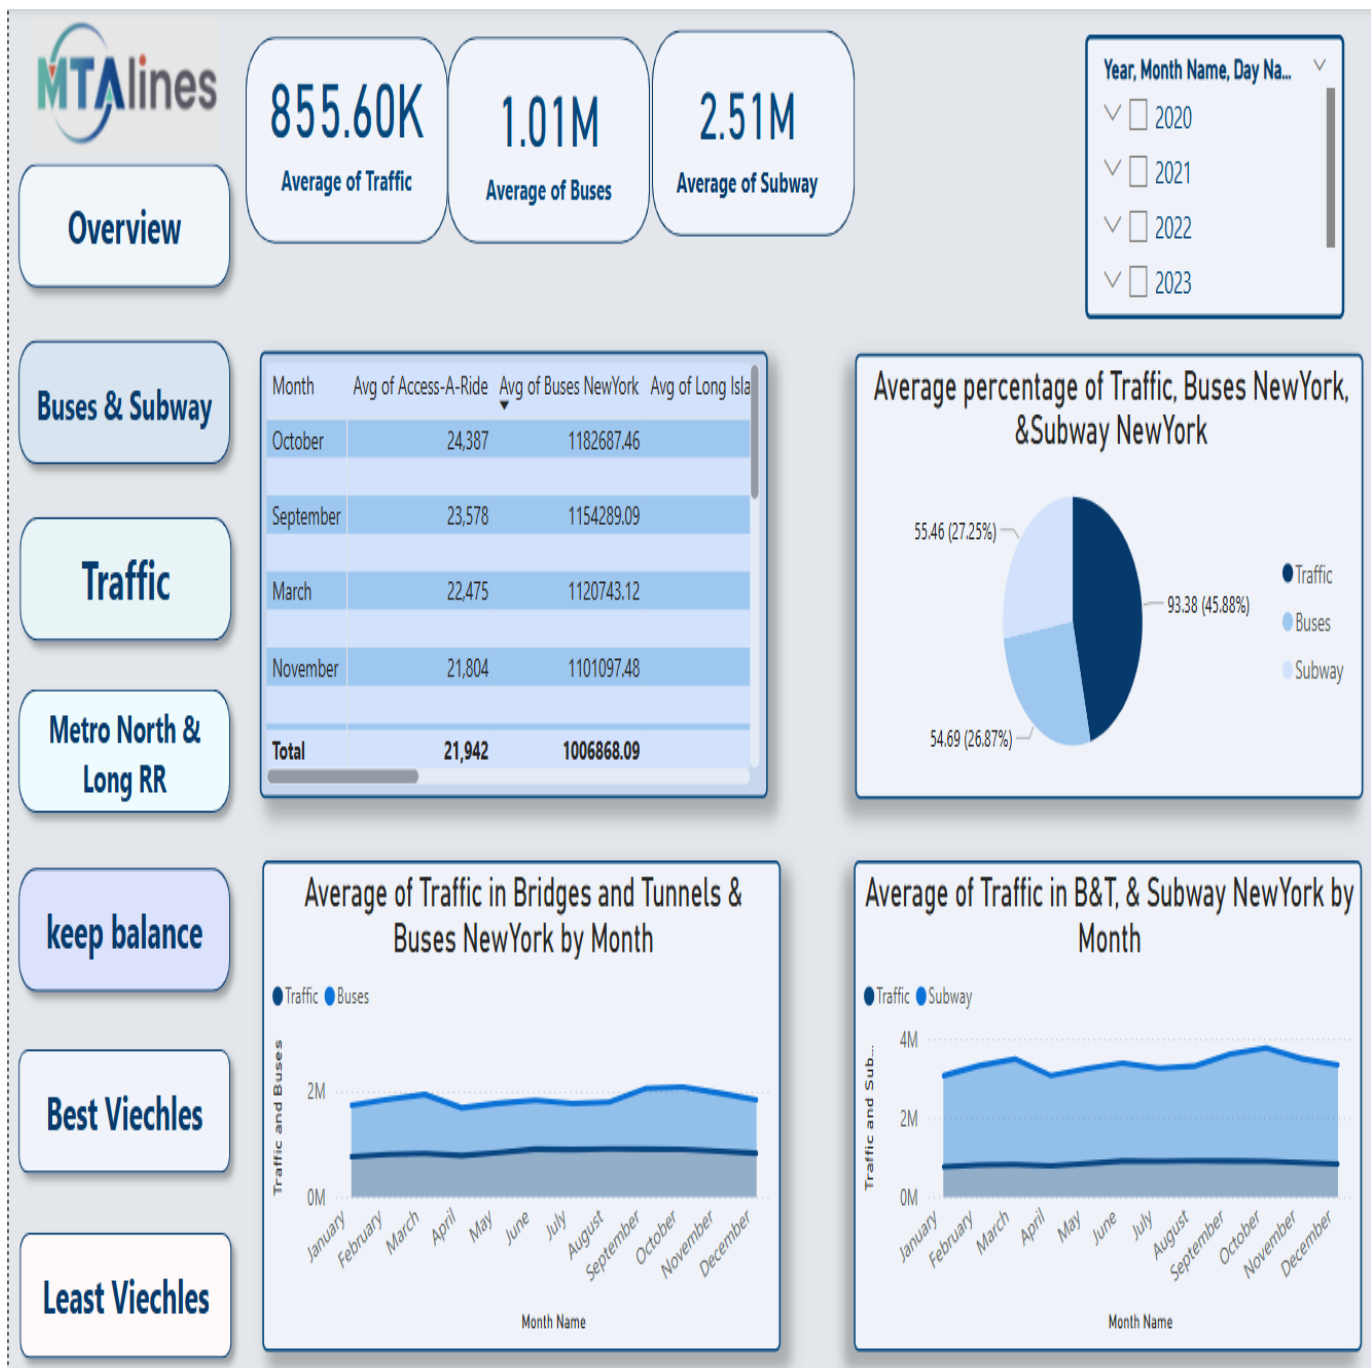 MTAlines
855.60K
Average of Traffic
1.01M
Average of Buses
2.51M
Average of Subway
Year, Month Name, Day Na...
2020
2021
2022
2023
Overview
Buses & Subway
Traffic
Metro North &
Long RR
keep balance
Best Viechles
Least Viechles
Month Avg of Access-A-Ride Avg of Buses NewYork Avg of Long Isla
October 24,387 1182687.46
September 23,578 1154289.09
March 22,475 1120743.12
November 21,804 1101097.48
Total 21,942 1006868.09
Average percentage of Traffic, Buses NewYork,
&Subway NewYork
55.46 (27.25%)
93.38 (45.88%)
54.69 (26.87%)
Traffic
Buses
Subway
Average of Traffic in Bridges and Tunnels &
Buses NewYork by Month
Traffic Buses
Traffic and Buses
2M
0M
January February March April May June July August September October November December
Month Name
Average of Traffic in B&T, & Subway NewYork by
Month
Traffic Subway
Traffic and Sub...
4M
2M
0M
January February March April May June July August September October November December
Month Name